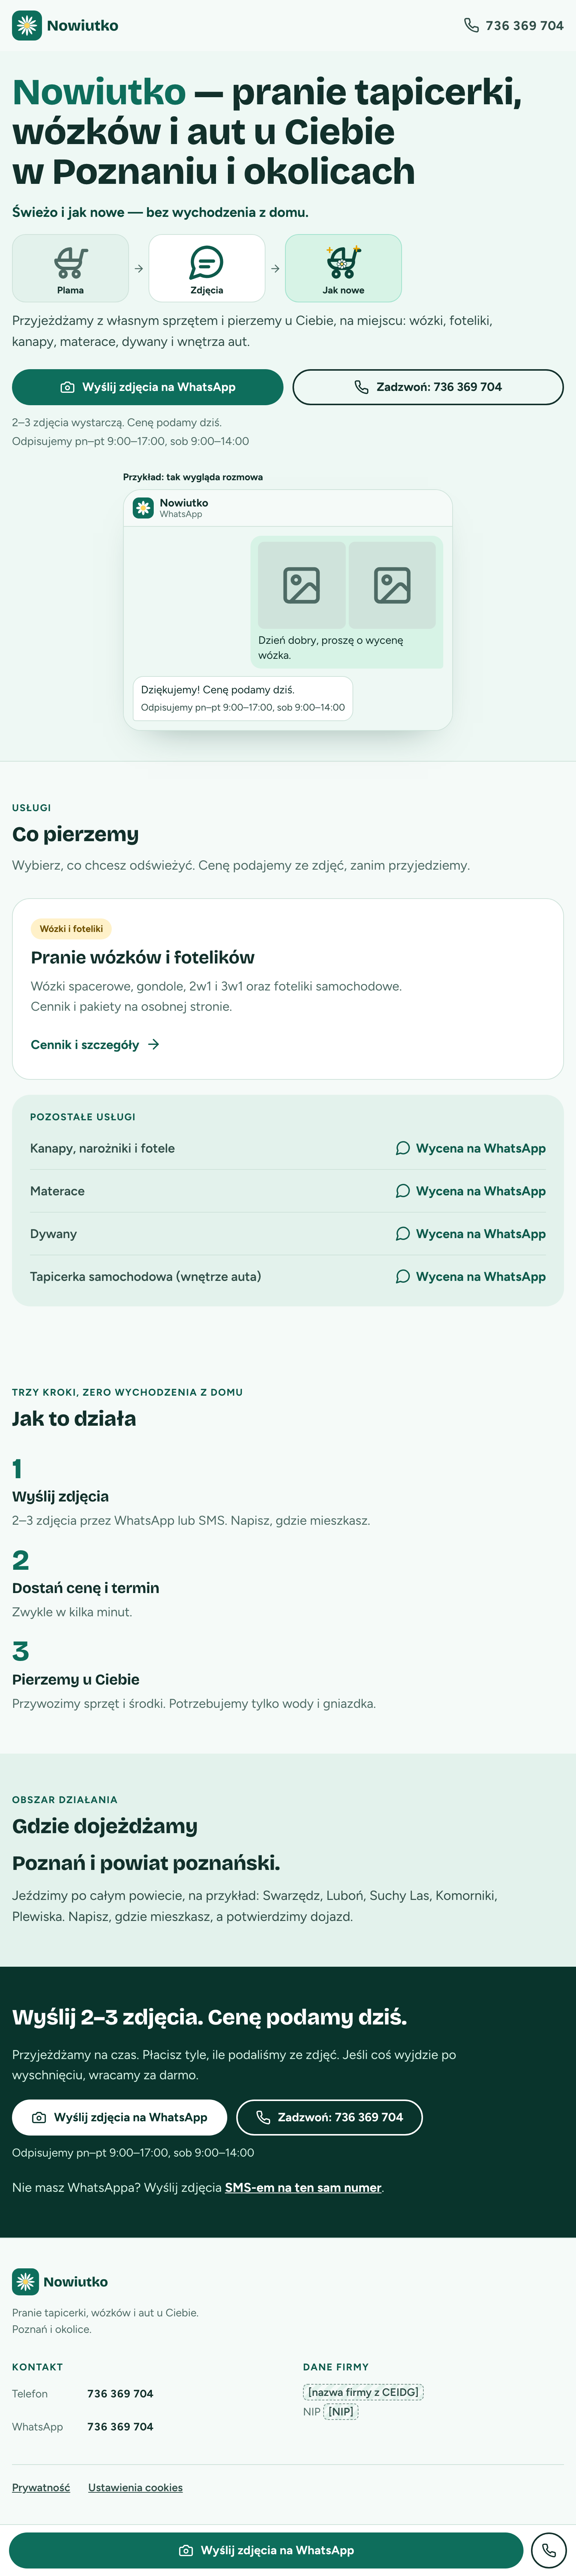 Nowiutko
736 369 704
Nowiutko — pranie tapicerki,
wózków i aut u Ciebie
w Poznaniu i okolicach
Świeżo i jak nowe — bez wychodzenia z domu.
Plama
Zdjęcia
Jak nowe
Przyjeżdżamy z własnym sprzętem i pierzemy u Ciebie, na miejscu: wózki, foteliki,
kanapy, materace, dywany i wnętrza aut.
Wyślij zdjęcia na WhatsApp
Zadzwoń: 736 369 704
2–3 zdjęcia wystarczą. Cenę podamy dziś.
Odpisujemy pn–pt 9:00–17:00, sob 9:00–14:00
Przykład: tak wygląda rozmowa
Nowiutko
WhatsApp
Dzień dobry, proszę o wycenę
wózka.
Dziękujemy! Cenę podamy dziś.
Odpisujemy pn–pt 9:00–17:00, sob 9:00–14:00
USŁUGI
Co pierzemy
Wybierz, co chcesz odświeżyć. Cenę podajemy ze zdjęć, zanim przyjedziemy.
Wózki i foteliki
Pranie wózków i fotelików
Wózki spacerowe, gondole, 2w1 i 3w1 oraz foteliki samochodowe.
Cennik i pakiety na osobnej stronie.
Cennik i szczegóły
POZOSTAŁE USŁUGI
Kanapy, narożniki i fotele
Wycena na WhatsApp
Materace
Wycena na WhatsApp
Dywany
Wycena na WhatsApp
Tapicerka samochodowa (wnętrze auta)
Wycena na WhatsApp
TRZY KROKI, ZERO WYCHODZENIA Z DOMU
Jak to działa
1
Wyślij zdjęcia
2–3 zdjęcia przez WhatsApp lub SMS. Napisz, gdzie mieszkasz.
2
Dostań cenę i termin
Zwykle w kilka minut.
3
Pierzemy u Ciebie
Przywozimy sprzęt i środki. Potrzebujemy tylko wody i gniazdka.
OBSZAR DZIAŁANIA
Gdzie dojeżdżamy
Poznań i powiat poznański.
Jeździmy po całym powiecie, na przykład: Swarzędz, Luboń, Suchy Las, Komorniki,
Plewiska. Napisz, gdzie mieszkasz, a potwierdzimy dojazd.
Wyślij 2–3 zdjęcia. Cenę podamy dziś.
Przyjeżdżamy na czas. Płacisz tyle, ile podaliśmy ze zdjęć. Jeśli coś wyjdzie po
wyschnięciu, wracamy za darmo.
Wyślij zdjęcia na WhatsApp
Zadzwoń: 736 369 704
Odpisujemy pn–pt 9:00–17:00, sob 9:00–14:00
Nie masz WhatsAppa? Wyślij zdjęcia SMS-em na ten sam numer.
Nowiutko
Pranie tapicerki, wózków i aut u Ciebie.
Poznań i okolice.
KONTAKT
Telefon 736 369 704
WhatsApp 736 369 704
DANE FIRMY
[nazwa firmy z CEIDG]
NIP [NIP]
Prywatność
Ustawienia cookies
Wyślij zdjęcia na WhatsApp